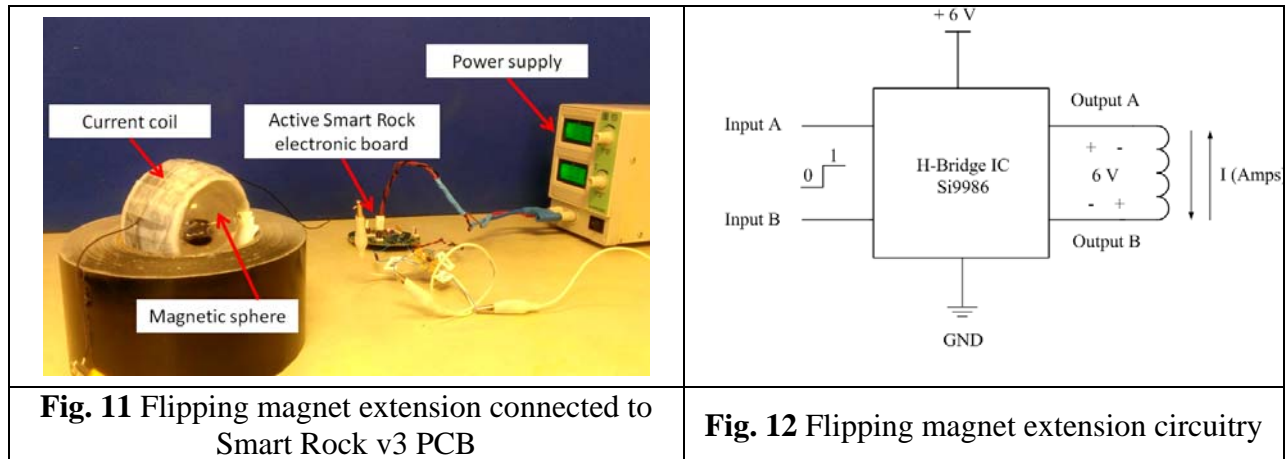 Power supply
Current coil
Active Smart Rock
electronic board
Magnetic sphere
Fig. 11 Flipping magnet extension connected to
Smart Rock v3 PCB
+ 6 V
Output A
Input A
+ -
0 1
H-Bridge IC
Si9986
6 V
I (Amps
- +
Input B
Output B
GND
Fig. 12 Flipping magnet extension circuitry